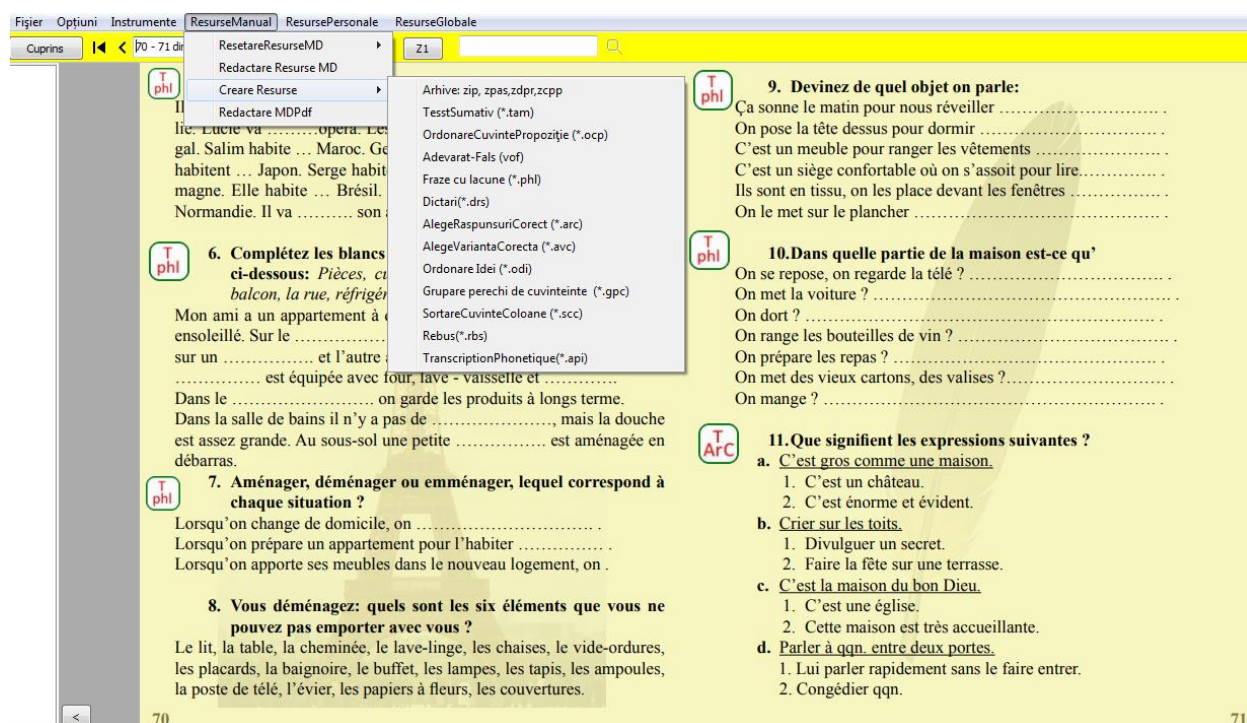 Fişier Opţiuni Instrumente ResurseManual ResursePersonale ResurseGlobale
Cuprins 70 - 71 din Z1
ResetareResurseMD
Redactare Resurse MD
Creare Resurse
Redactare MDPdf
Arhive: zip, zpas,zdpr,zcpp
TesstSumativ (*.tam)
OrdonareCuvintePropoziţie (*.ocp)
Adevarat-Fals (vof)
Fraze cu lacune (*.phl)
Dictari(*.drs)
AlegeRaspunsuriCorect (*.arc)
AlegeVariantaCorecta (*.avc)
Ordonare Idei (*.odi)
Grupare perechi de cuvinteinte (*.gpc)
SortareCuvinteColoane (*.scc)
Rebus(*.rbs)
TranscriptionPhonetique(*.api)
T
phl
Il
lie. Lucie va ………opéra. Les
gal. Salim habite … Maroc. Ge
habitent … Japon. Serge habit
magne. Elle habite … Brésil.
Normandie. Il va ………. son
T
phl
6. Complétez les blancs
ci-dessous: Pièces, cu
balcon, la rue, réfrigér
Mon ami a un appartement à
ensoleillé. Sur le ……………
sur un …………… et l’autre
…………… est équipée avec four, lave - vaisselle et ………….
Dans le …………………… on garde les produits à longs terme.
Dans la salle de bains il n’y a pas de …………………, mais la douche
est assez grande. Au sous-sol une petite …………… est aménagée en
débarras.
T
phl
7. Aménager, déménager ou emménager, lequel correspond à
chaque situation ?
Lorsqu’on change de domicile, on ………………………… .
Lorsqu’on prépare un appartement pour l’habiter …………… .
Lorsqu’on apporte ses meubles dans le nouveau logement, on .
8. Vous déménagez: quels sont les six éléments que vous ne
pouvez pas emporter avec vous ?
Le lit, la table, la cheminée, le lave-linge, les chaises, le vide-ordures,
les placards, la baignoire, le buffet, les lampes, les tapis, les ampoules,
la poste de télé, l’évier, les papiers à fleurs, les couvertures.
< 70
T
phl
9. Devinez de quel objet on parle:
Ça sonne le matin pour nous réveiller …………………….. .
On pose la tête dessus pour dormir ……………………….. .
C’est un meuble pour ranger les vêtements ……………….. .
C’est un siège confortable où on s’assoit pour lire………….. .
Ils sont en tissu, on les place devant les fenêtres …………… .
On le met sur le plancher ………………………………… .
T
phl
10.Dans quelle partie de la maison est-ce qu’
On se repose, on regarde la télé ? ………………………… .
On met la voiture ? ……………………………………… .
On dort ? ………………………………………………… .
On range les bouteilles de vin ? ………………………… .
On prépare les repas ? …………………………………… .
On met des vieux cartons, des valises ?…………………… .
On mange ? ……………………………………………… .
T
ArC
11.Que signifient les expressions suivantes ?
a. C’est gros comme une maison.
1. C’est un château.
2. C’est énorme et évident.
b. Crier sur les toits.
1. Divulguer un secret.
2. Faire la fête sur une terrasse.
c. C’est la maison du bon Dieu.
1. C’est une église.
2. Cette maison est très accueillante.
d. Parler à qqn. entre deux portes.
1. Lui parler rapidement sans le faire entrer.
2. Congédier qqn.
71